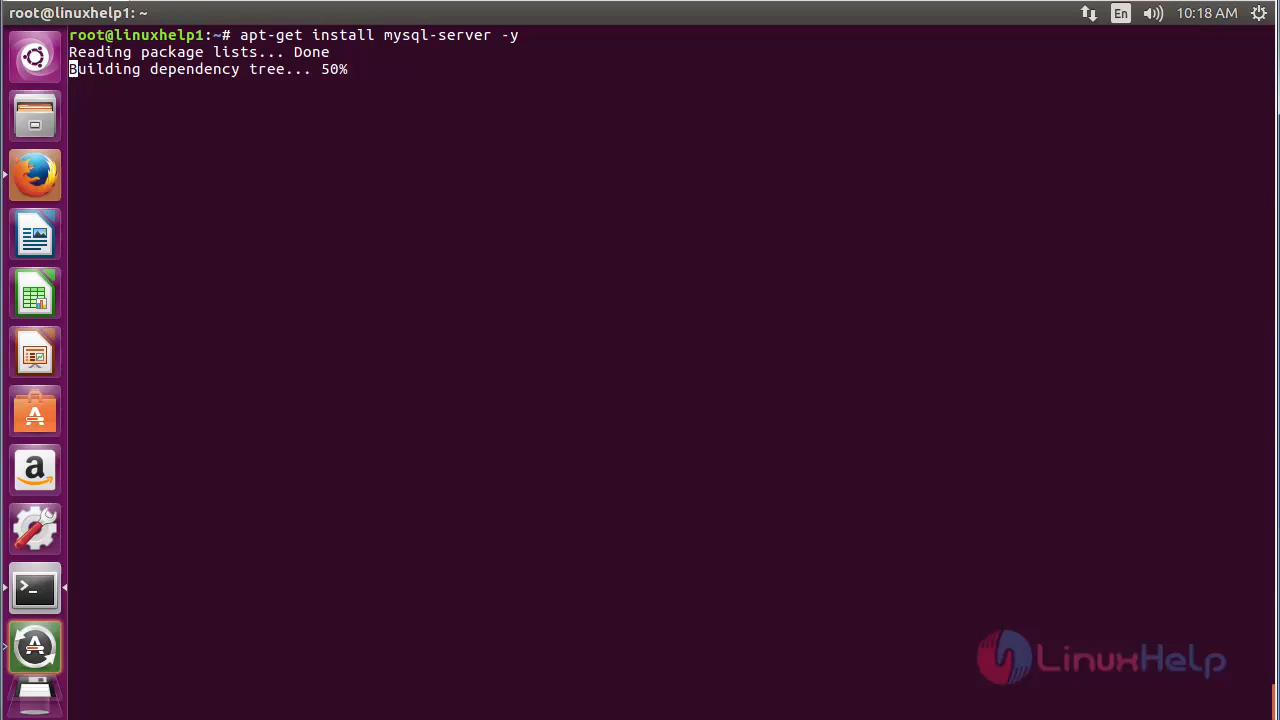 root@linuxhelp1: ~
En
10:18 AM
root@linuxhelp1:~# apt-get install mysql-server -y
Reading package lists... Done
Building dependency tree... 50%
LinuxHelp